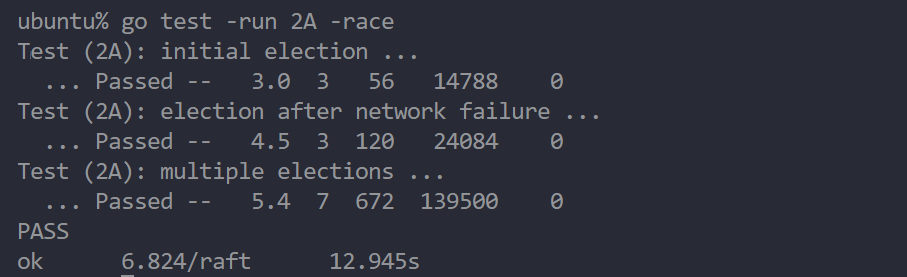 ubuntu% go test -run 2A -race
Test (2A): initial election ...
  ... Passed --   3.0  3   56   14788    0
Test (2A): election after network failure ...
  ... Passed --   4.5  3  120   24084    0
Test (2A): multiple elections ...
  ... Passed --   5.4  7  672  139500    0
PASS
ok      6.824/raft      12.945s